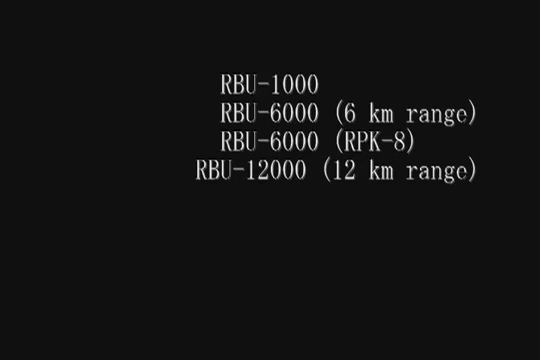 RBU-1000
RBU-6000 (6 km range)
RBU-6000 (RPK-8)
RBU-12000 (12 km range)